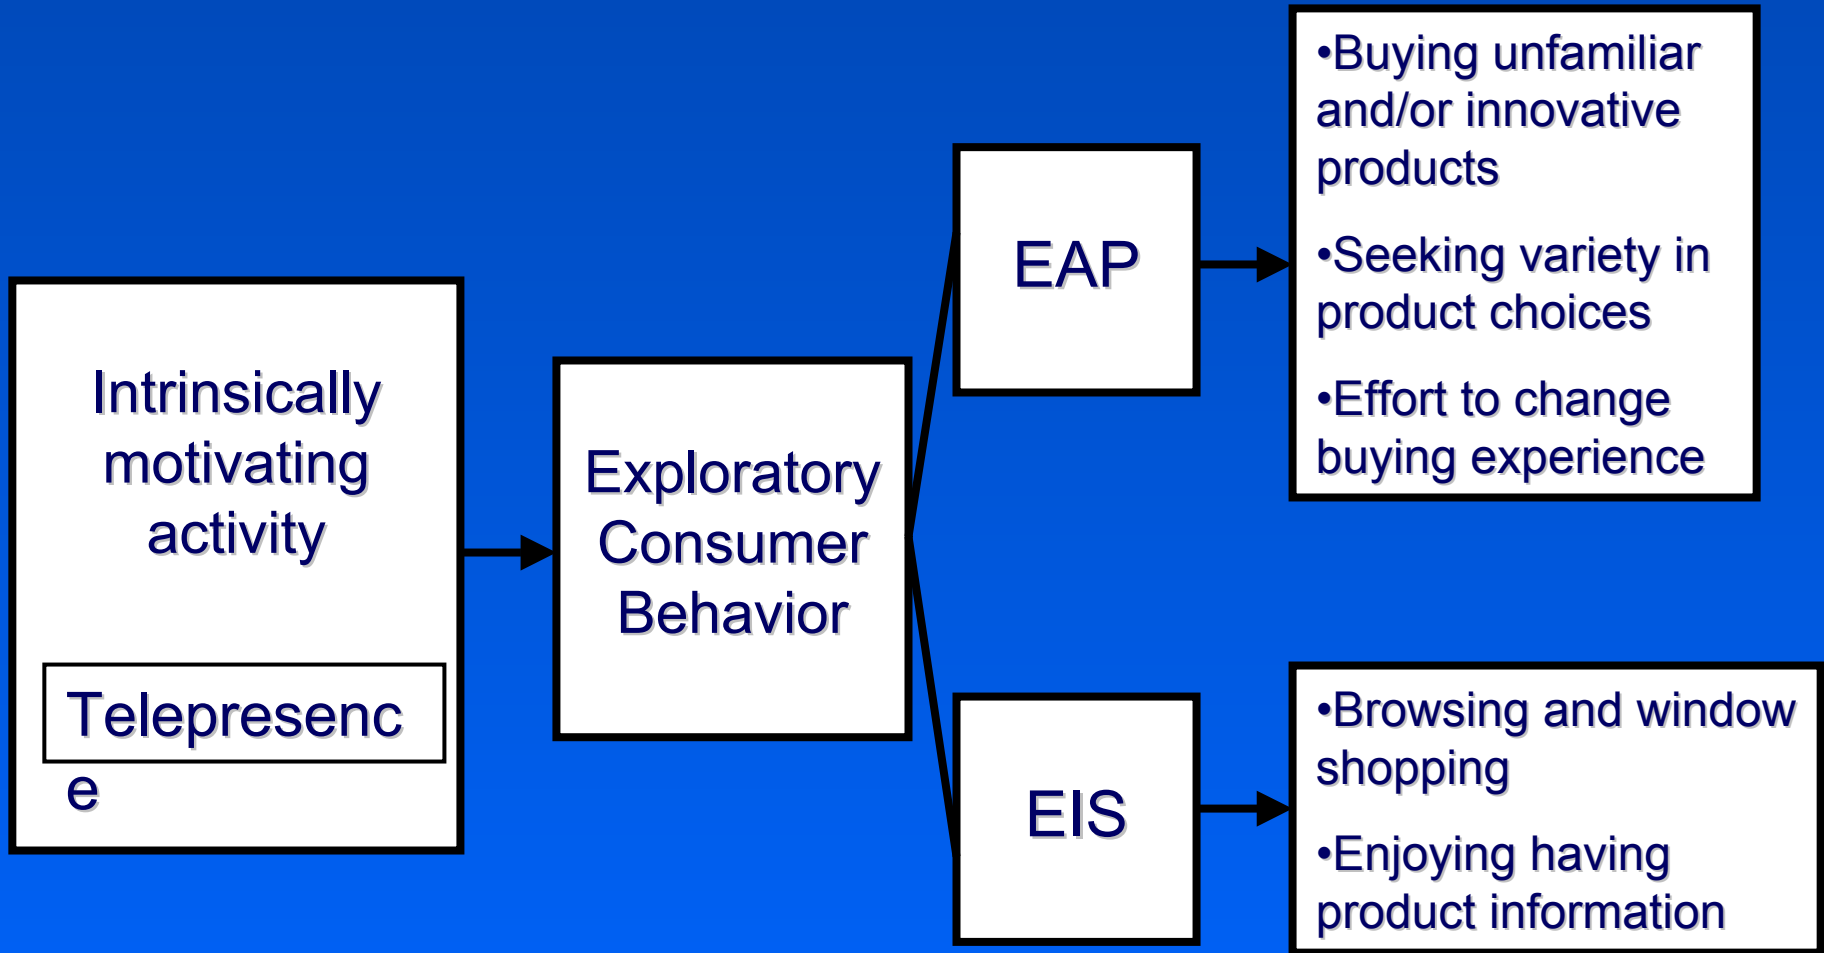 Intrinsically
motivating
activity
Telepresenc
e
Exploratory
Consumer
Behavior
EAP
•Buying unfamiliar
and/or innovative
products
•Seeking variety in
product choices
•Effort to change
buying experience
EIS
•Browsing and window
shopping
•Enjoying having
product information